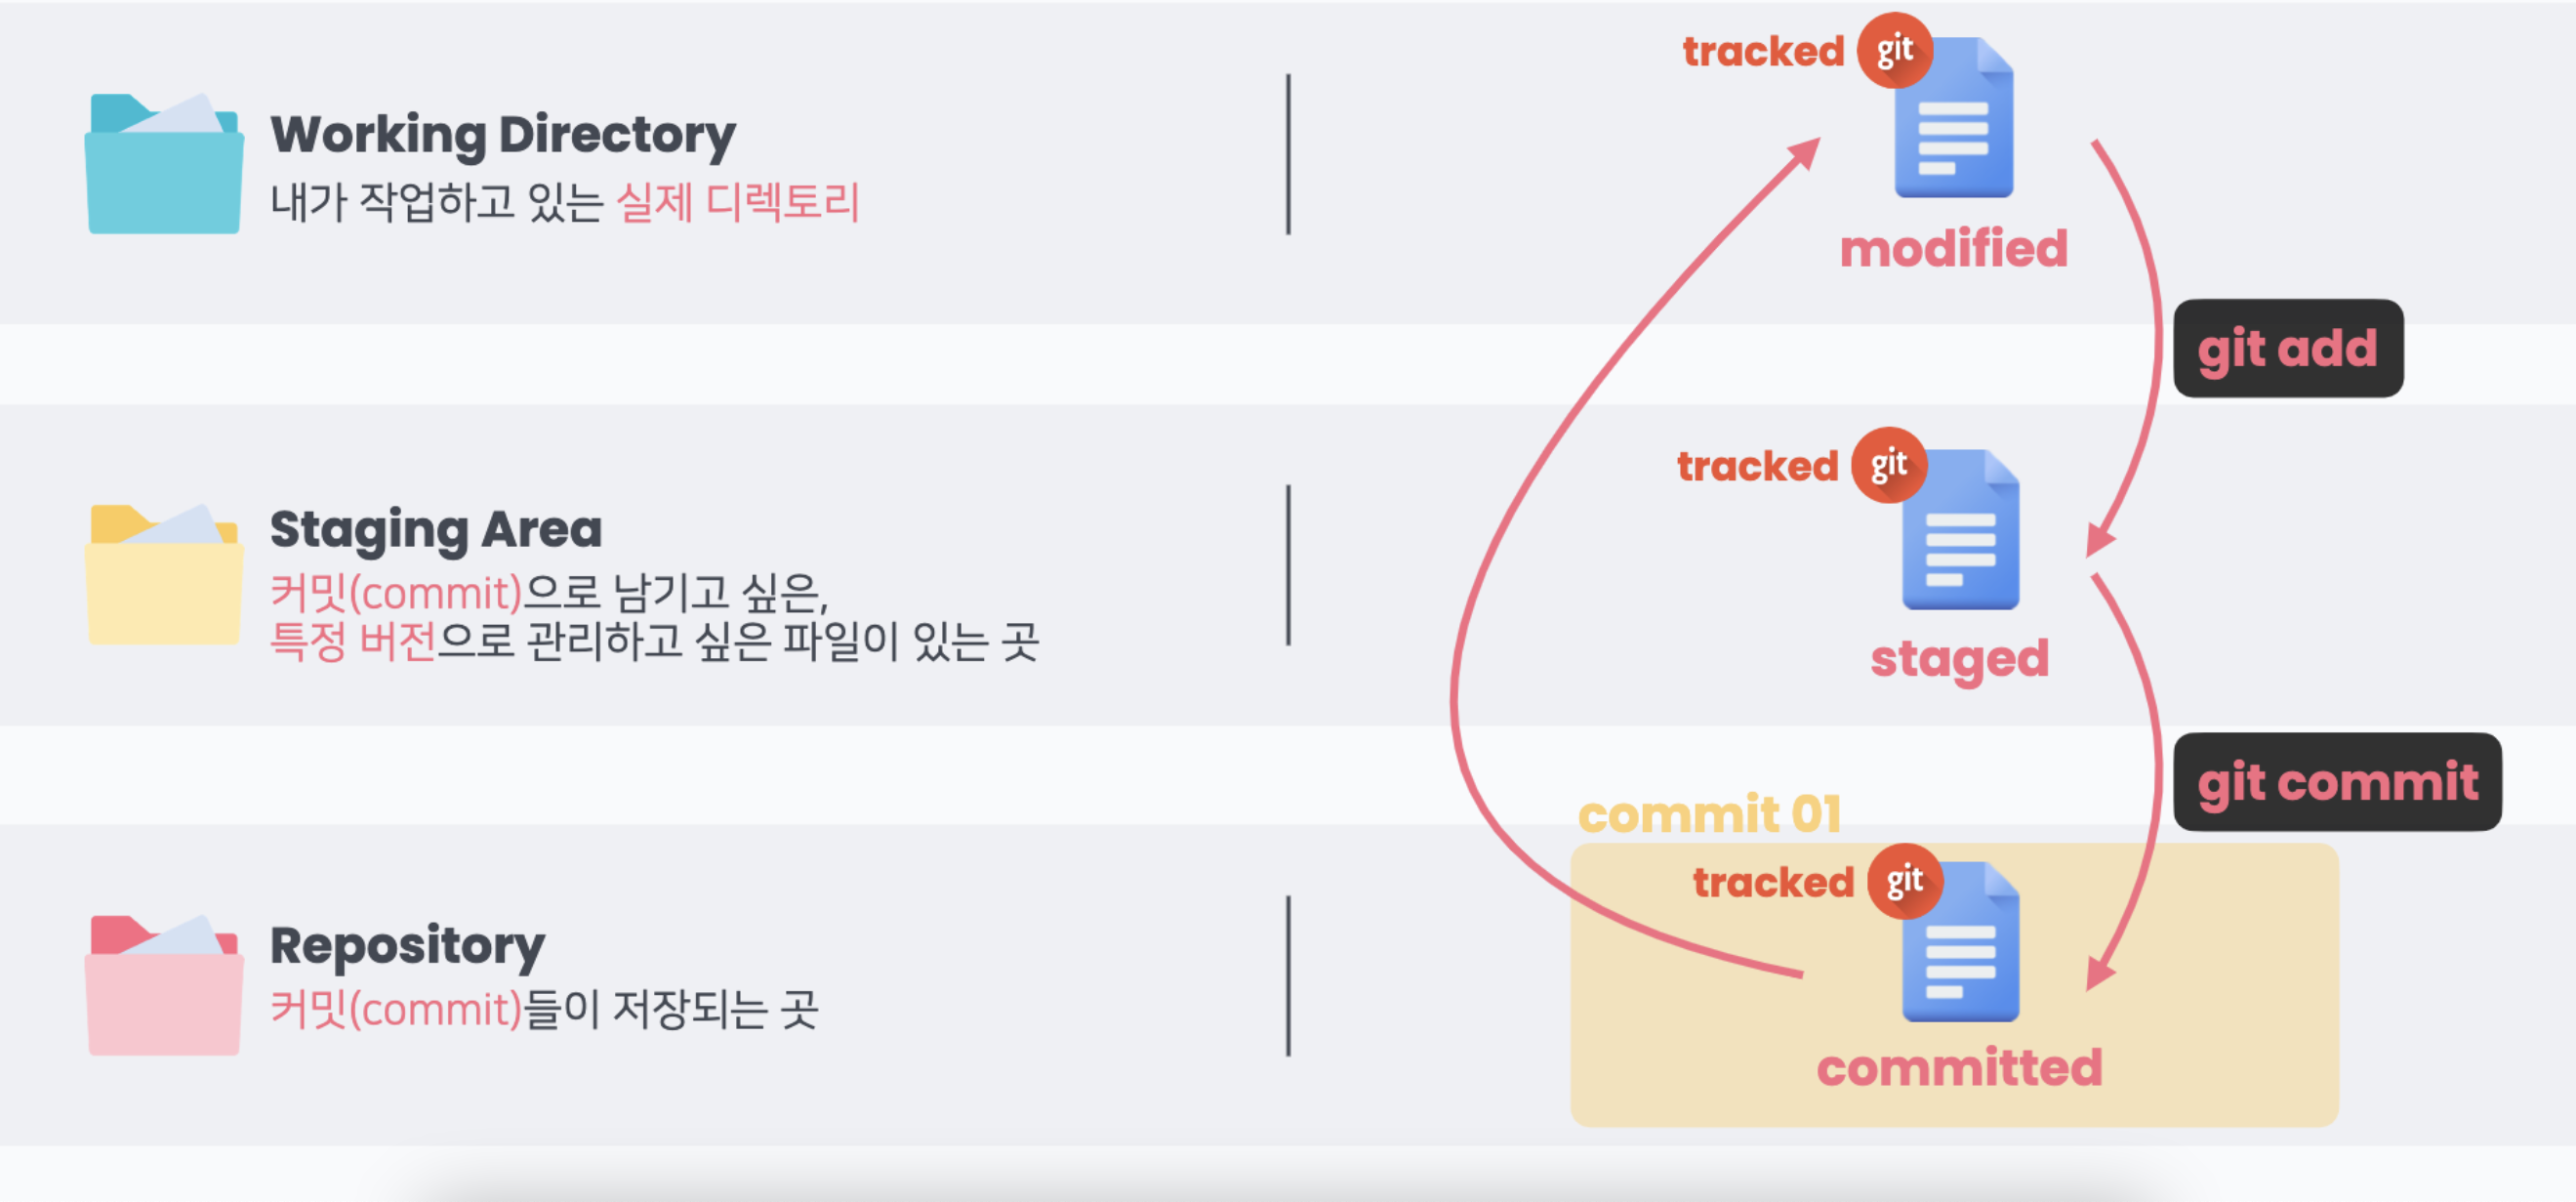 tracked
git
Working Directory
내가 작업하고 있는 실제 디렉토리
modified
git add
tracked
git
Staging Area
커밋(commit)으로 남기고 싶은,
특정 버전으로 관리하고 싶은 파일이 있는 곳
staged
git commit
commit 01
tracked
git
Repository
커밋(commit)들이 저장되는 곳
committed